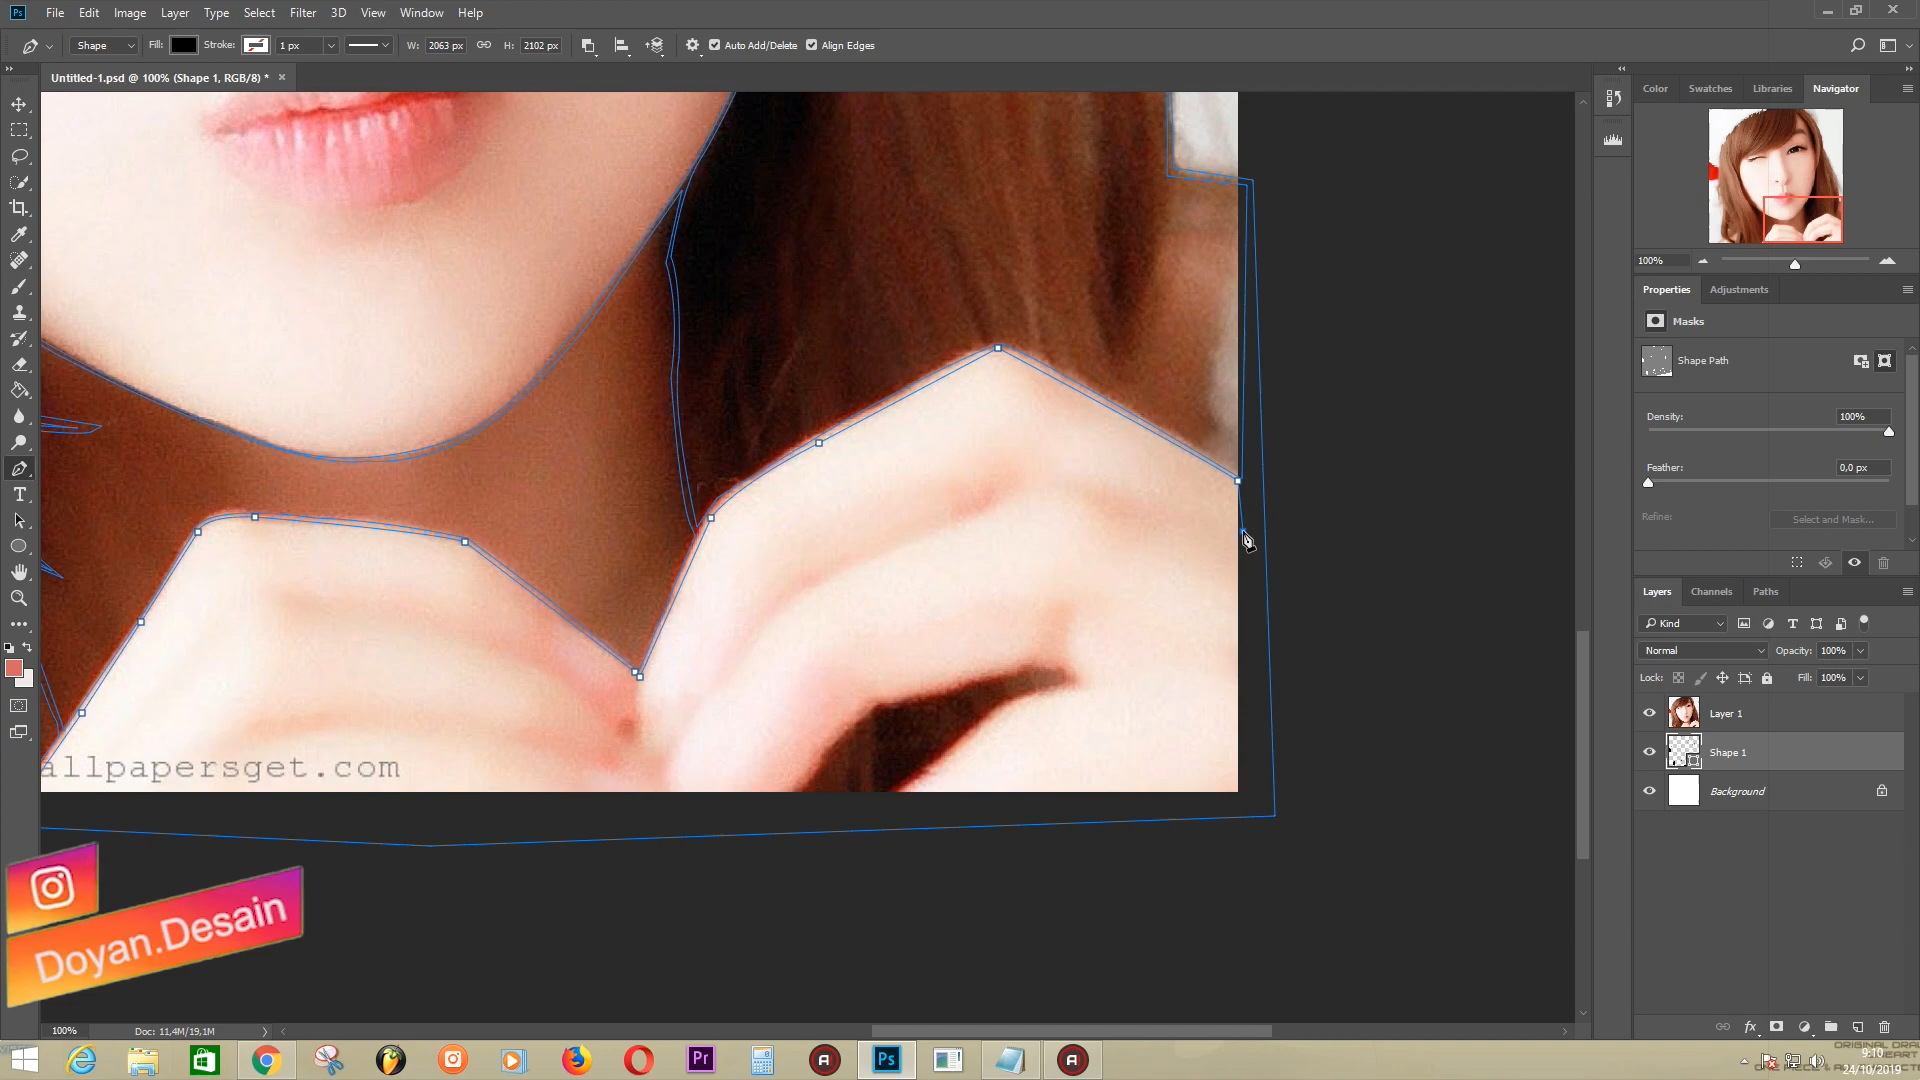 Ps File Edit Image Layer Type Select Filter 3D View Window Help
Shape Fill: Stroke: 1 px W: 2063 px H: 2102 px Auto Add/Delete Align Edges
Untitled-1.psd @ 100% (Shape 1, RGB/8) *
Color Swatches Libraries Navigator
100%
Properties Adjustments
Masks
Shape Path
Density: 100%
Feather: 0,0 px
Refine: Select and Mask...
Layers Channels Paths
Kind
Normal Opacity: 100%
Lock: Fill: 100%
Layer 1
Shape 1
Background
allpapersget.com
Doyan.Desain
100% Doc: 11,4M/19,1M
fx
Pr
Ps
9:10
24/10/2019